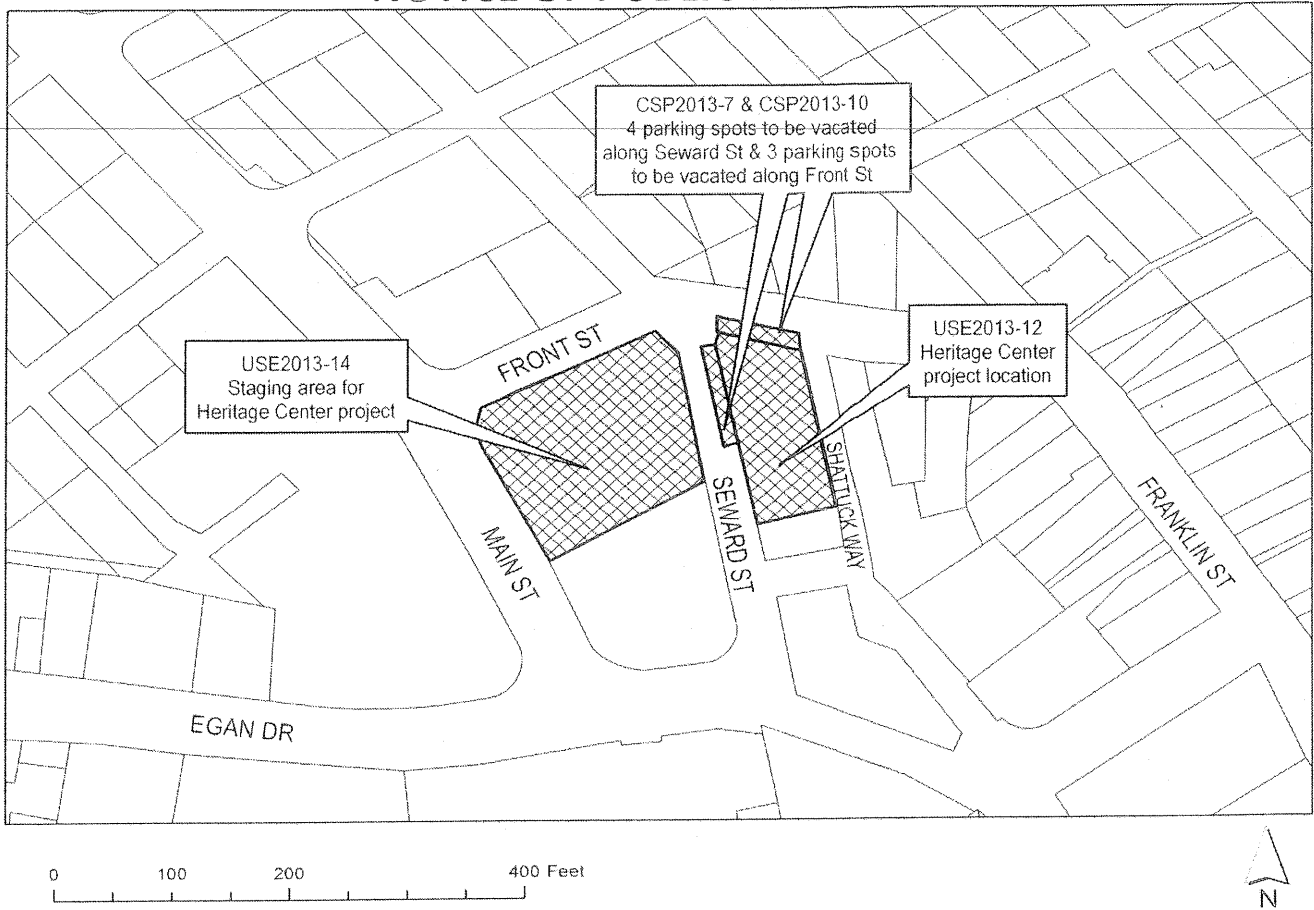 CSP2013-7 & CSP2013-10
4 parking spots to be vacated
along Seward St & 3 parking spots
to be vacated along Front St
USE2013-14
Staging area for
Heritage Center project
USE2013-12
Heritage Center
project location
FRONT ST
MAIN ST
SEWARD ST
SHATTUCK WAY
FRANKLIN ST
EGAN DR
0 100 200 400 Feet
N